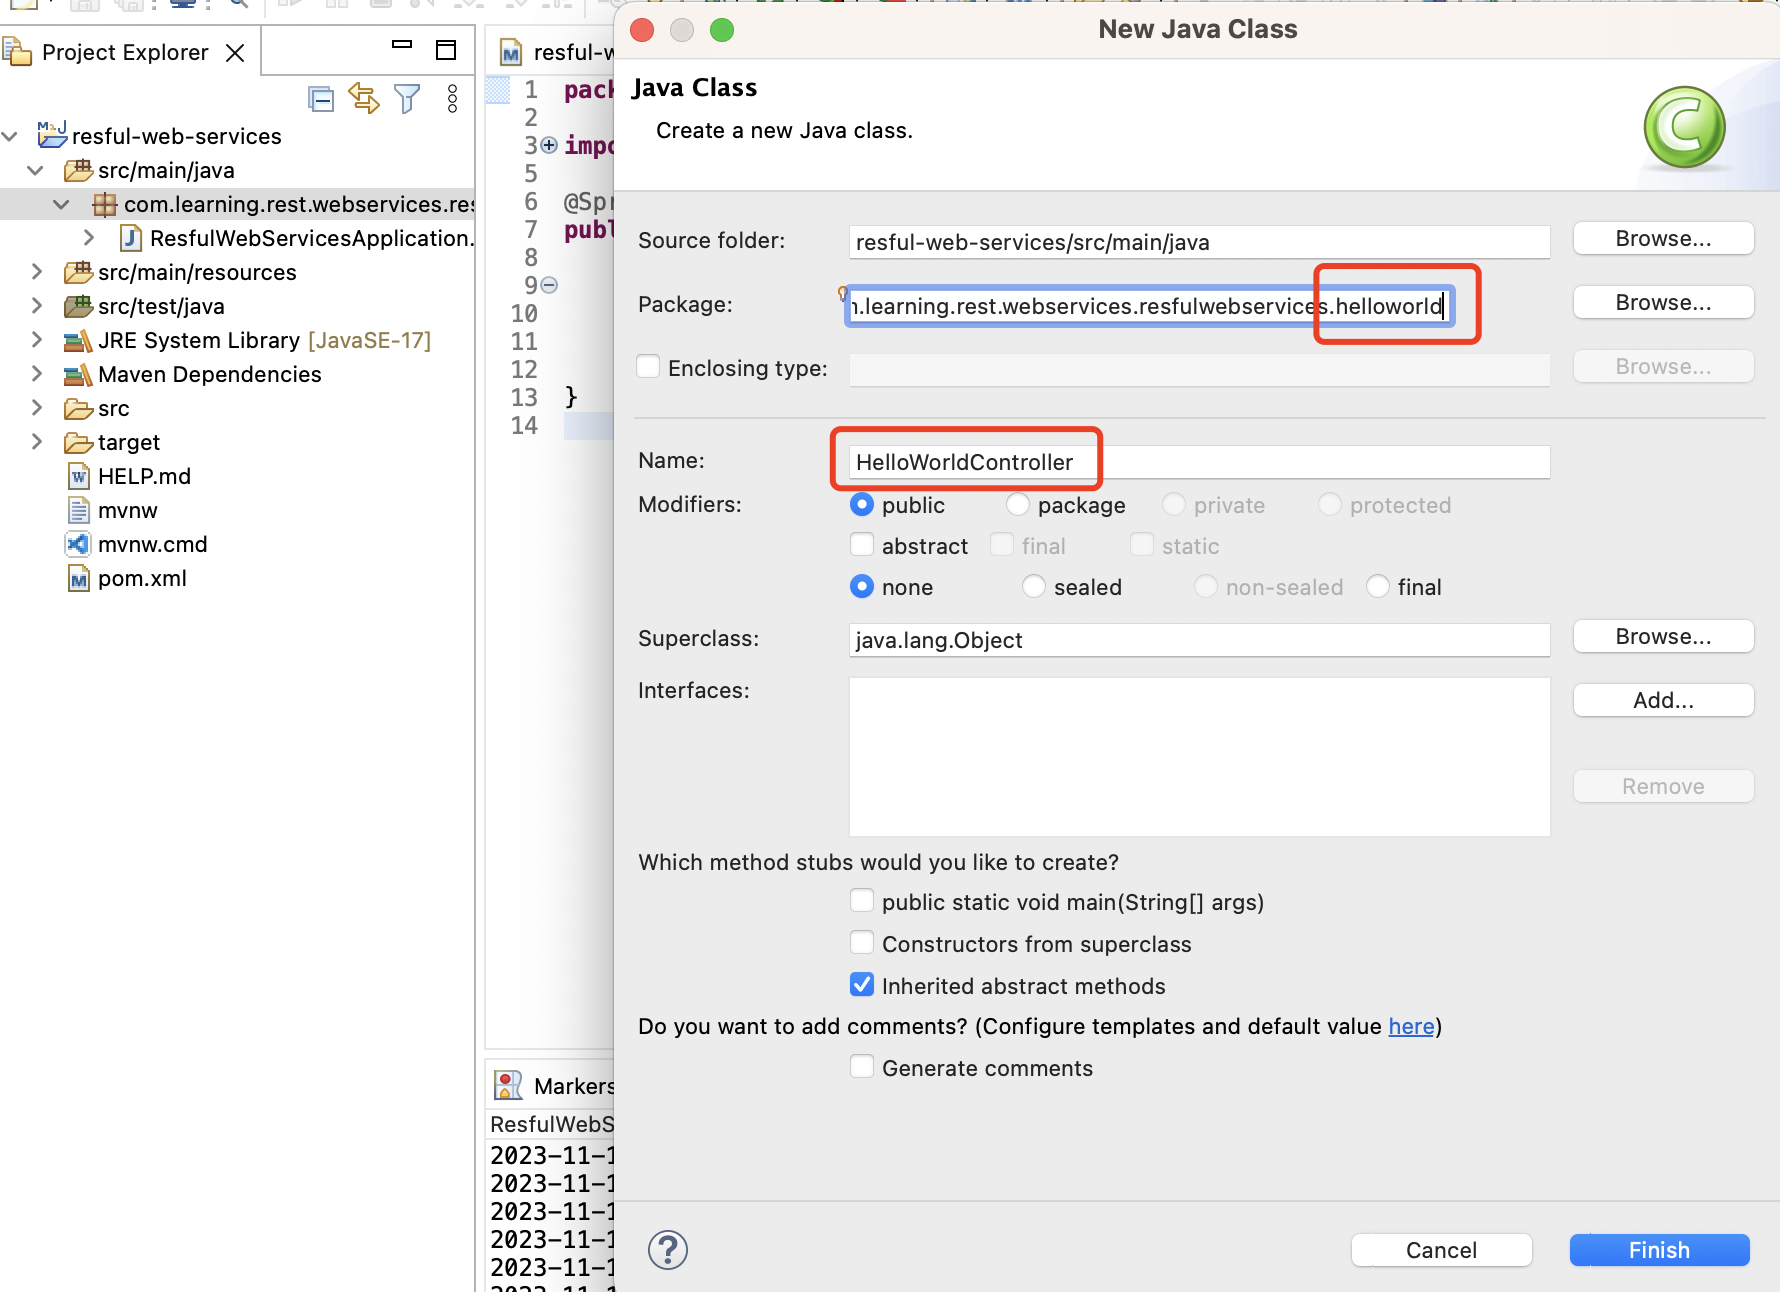 Project Explorer
resful-web-services
src/main/java
com.learning.rest.webservices.res
ResfulWebServicesApplication.
src/main/resources
src/test/java
JRE System Library [JavaSE-17]
Maven Dependencies
src
target
HELP.md
mvnw
mvnw.cmd
pom.xml
resful-w
1 pack
2
3 impo
5
6 @Spr
7 publ
8
9
10
11
12
13 }
14
Markers
ResfulWebS
2023-11-1
2023-11-1
2023-11-1
2023-11-1
2023-11-1
New Java Class
Java Class
Create a new Java class.
Source folder: resful-web-services/src/main/java Browse...
Package: .learning.rest.webservices.resfulwebservices.helloworld Browse...
Enclosing type: Browse...
Name: HelloWorldController
Modifiers: public package private protected
abstract final static
none sealed non-sealed final
Superclass: java.lang.Object Browse...
Interfaces: Add...
Remove
Which method stubs would you like to create?
public static void main(String[] args)
Constructors from superclass
Inherited abstract methods
Do you want to add comments? (Configure templates and default value here)
Generate comments
? Cancel Finish